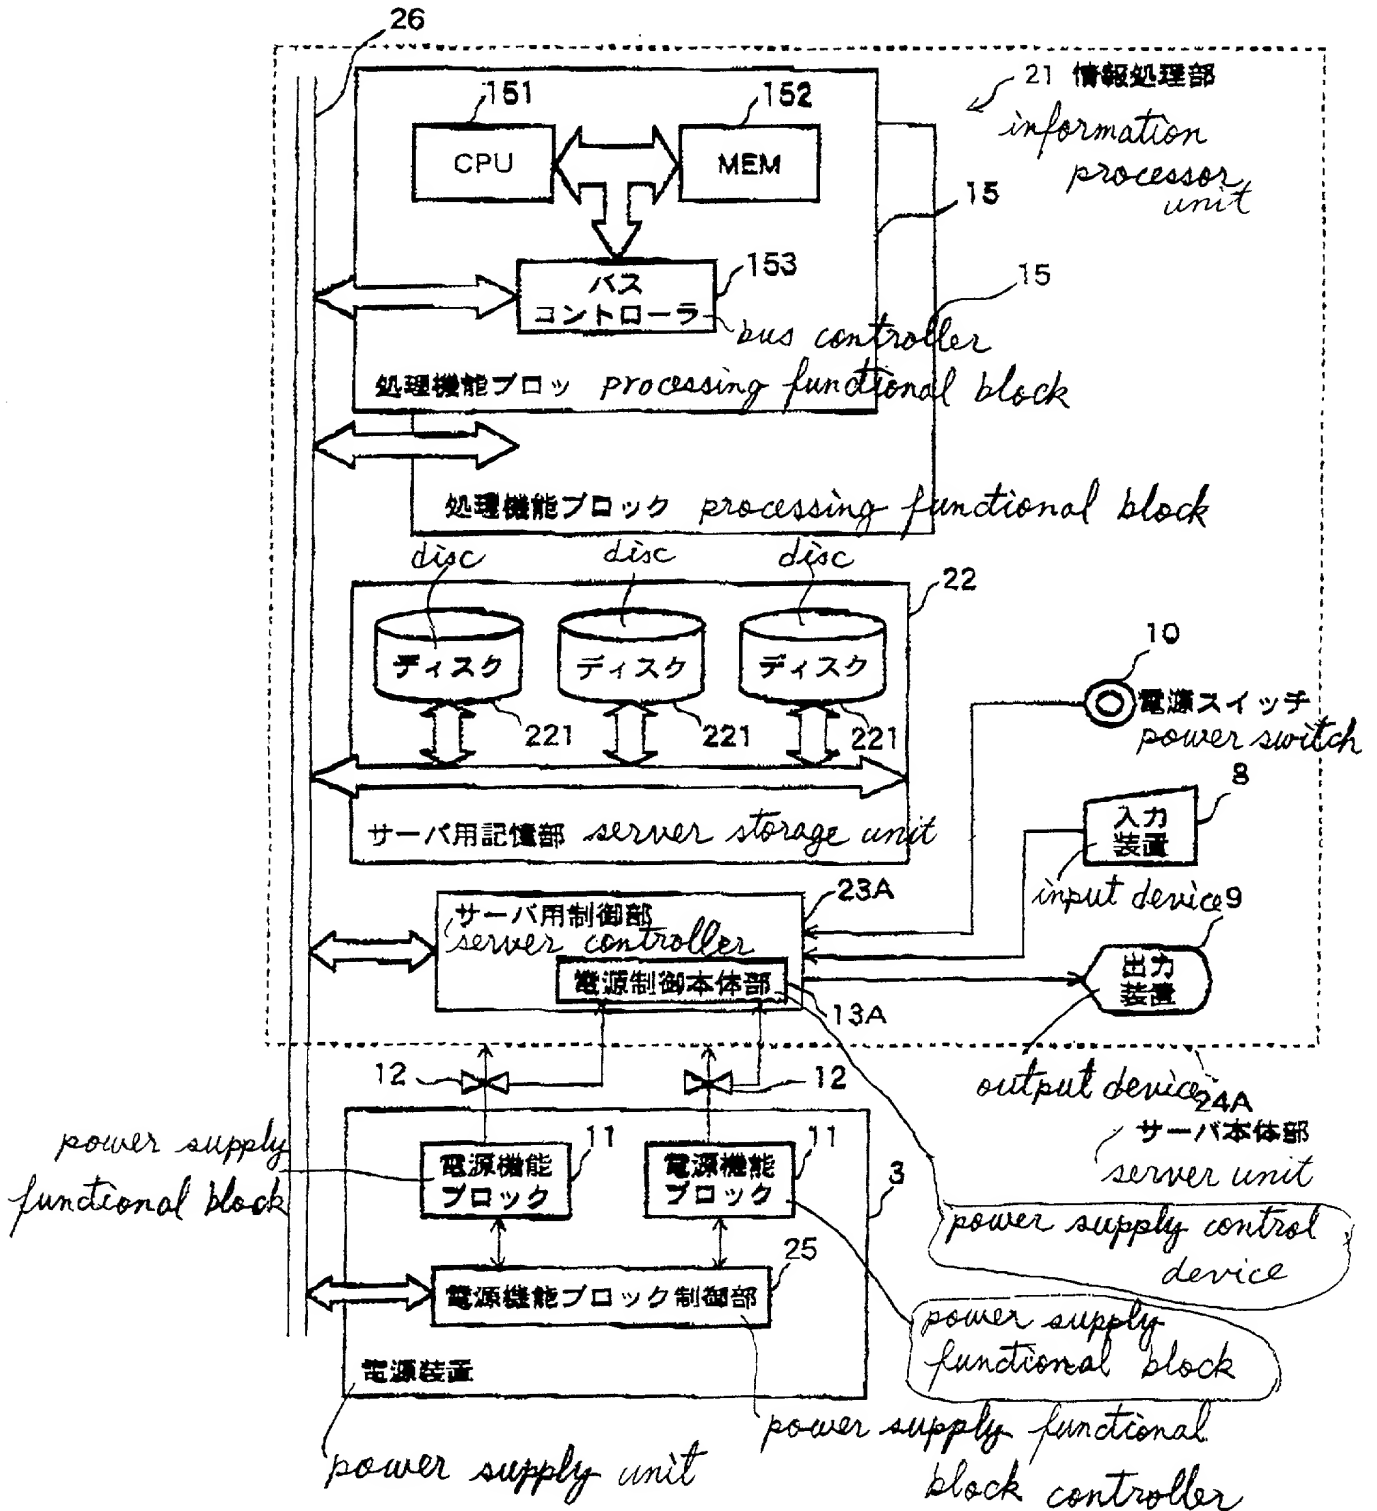 26
21 情報処理部
information
processor
unit
151
152
CPU
MEM
15
15
153
バス
コントローラ
bus controller
処理機能ブロッ processing functional block
処理機能ブロック processing functional block
disc
disc
disc
22
ディスク
ディスク
ディスク
221
221
221
サーバ用記憶部 server storage unit
10
電源スイッチ
power switch
8
入力
装置
input device
23A
サーバ用制御部
server controller
電源制御本体部
13A
9
出力
装置
output device
24A
サーバ本体部
server unit
12
12
power supply
functional block
11
電源機能
ブロック
11
電源機能
ブロック
3
power supply control
device
25
電源機能ブロック制御部
power supply
functional block
電源装置
power supply unit
power supply functional
block controller